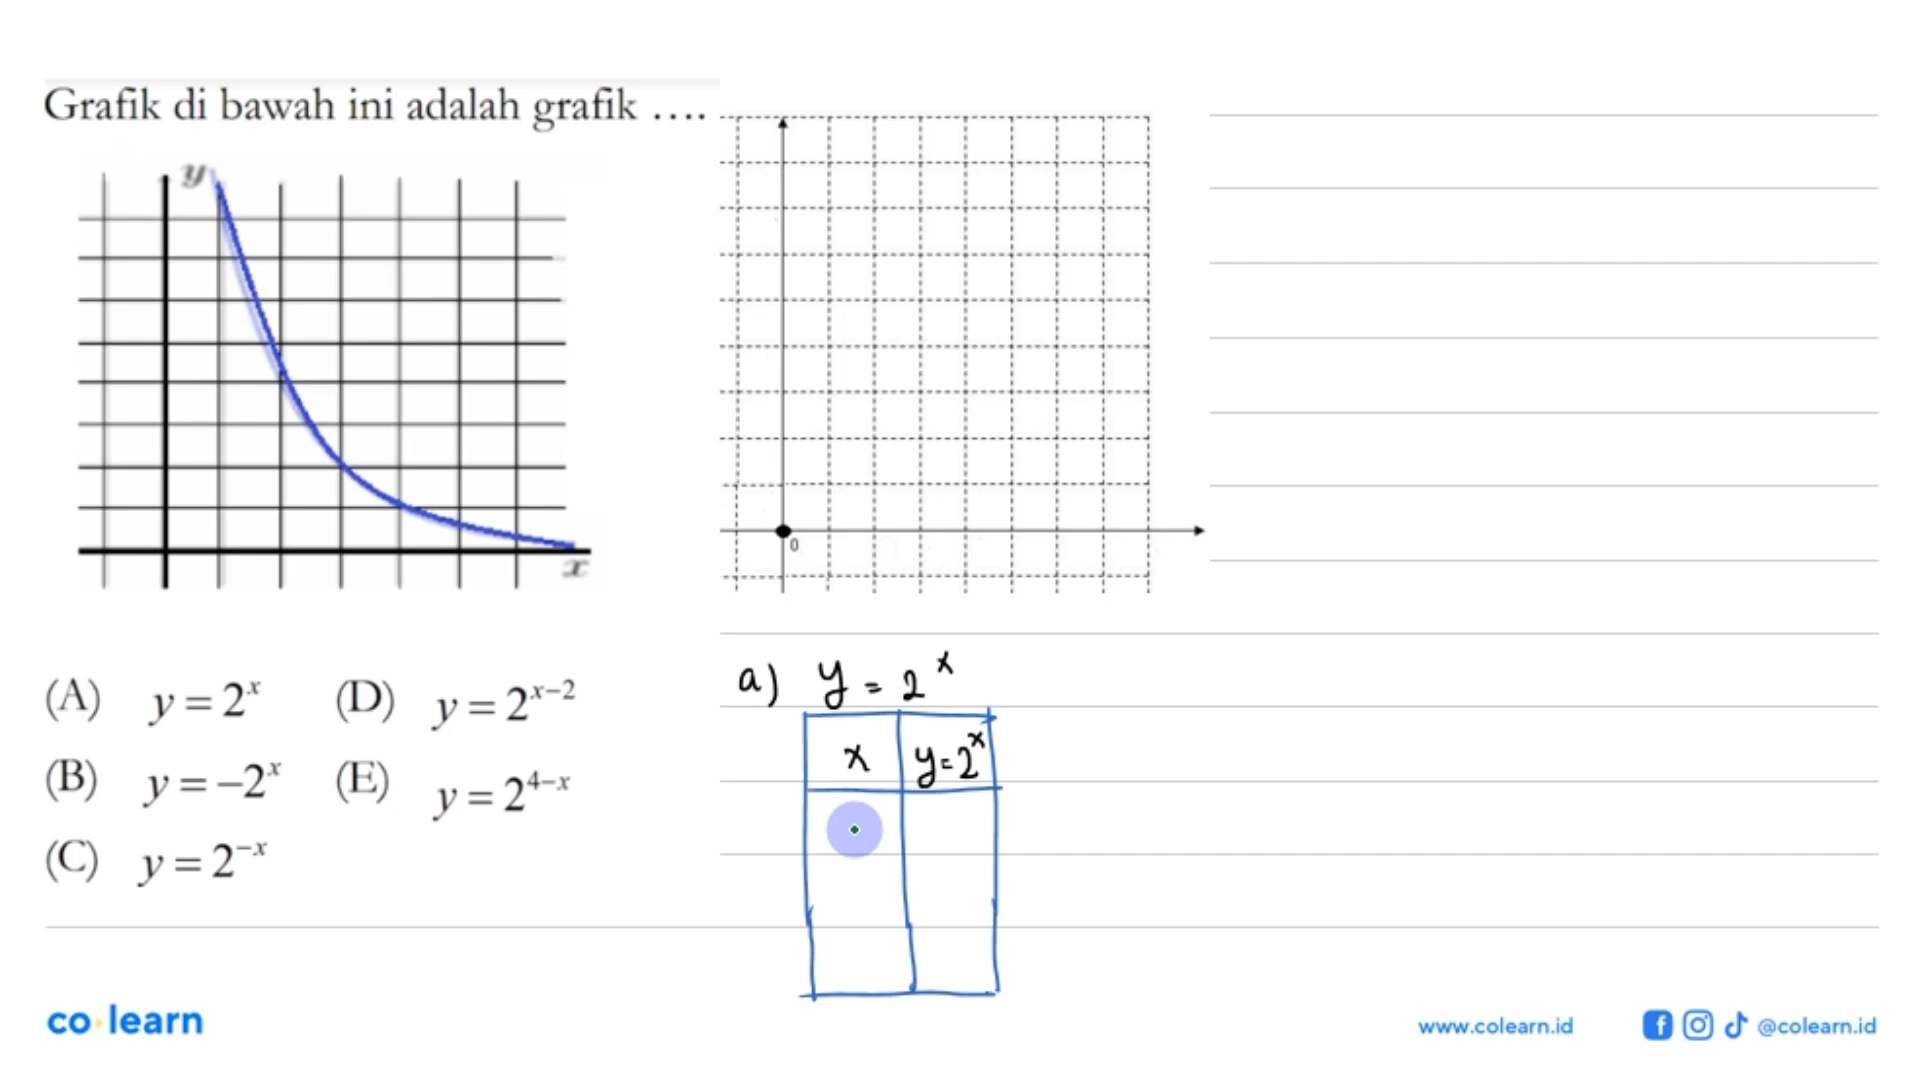 Grafik di bawah ini adalah grafik ....
y
x
0
(A) y = 2^x (D) y = 2^{x-2}
(B) y = -2^x (E) y = 2^{4-x}
(C) y = 2^{-x}
a) y = 2^x
x y = 2^x
co learn
www.colearn.id @colearn.id